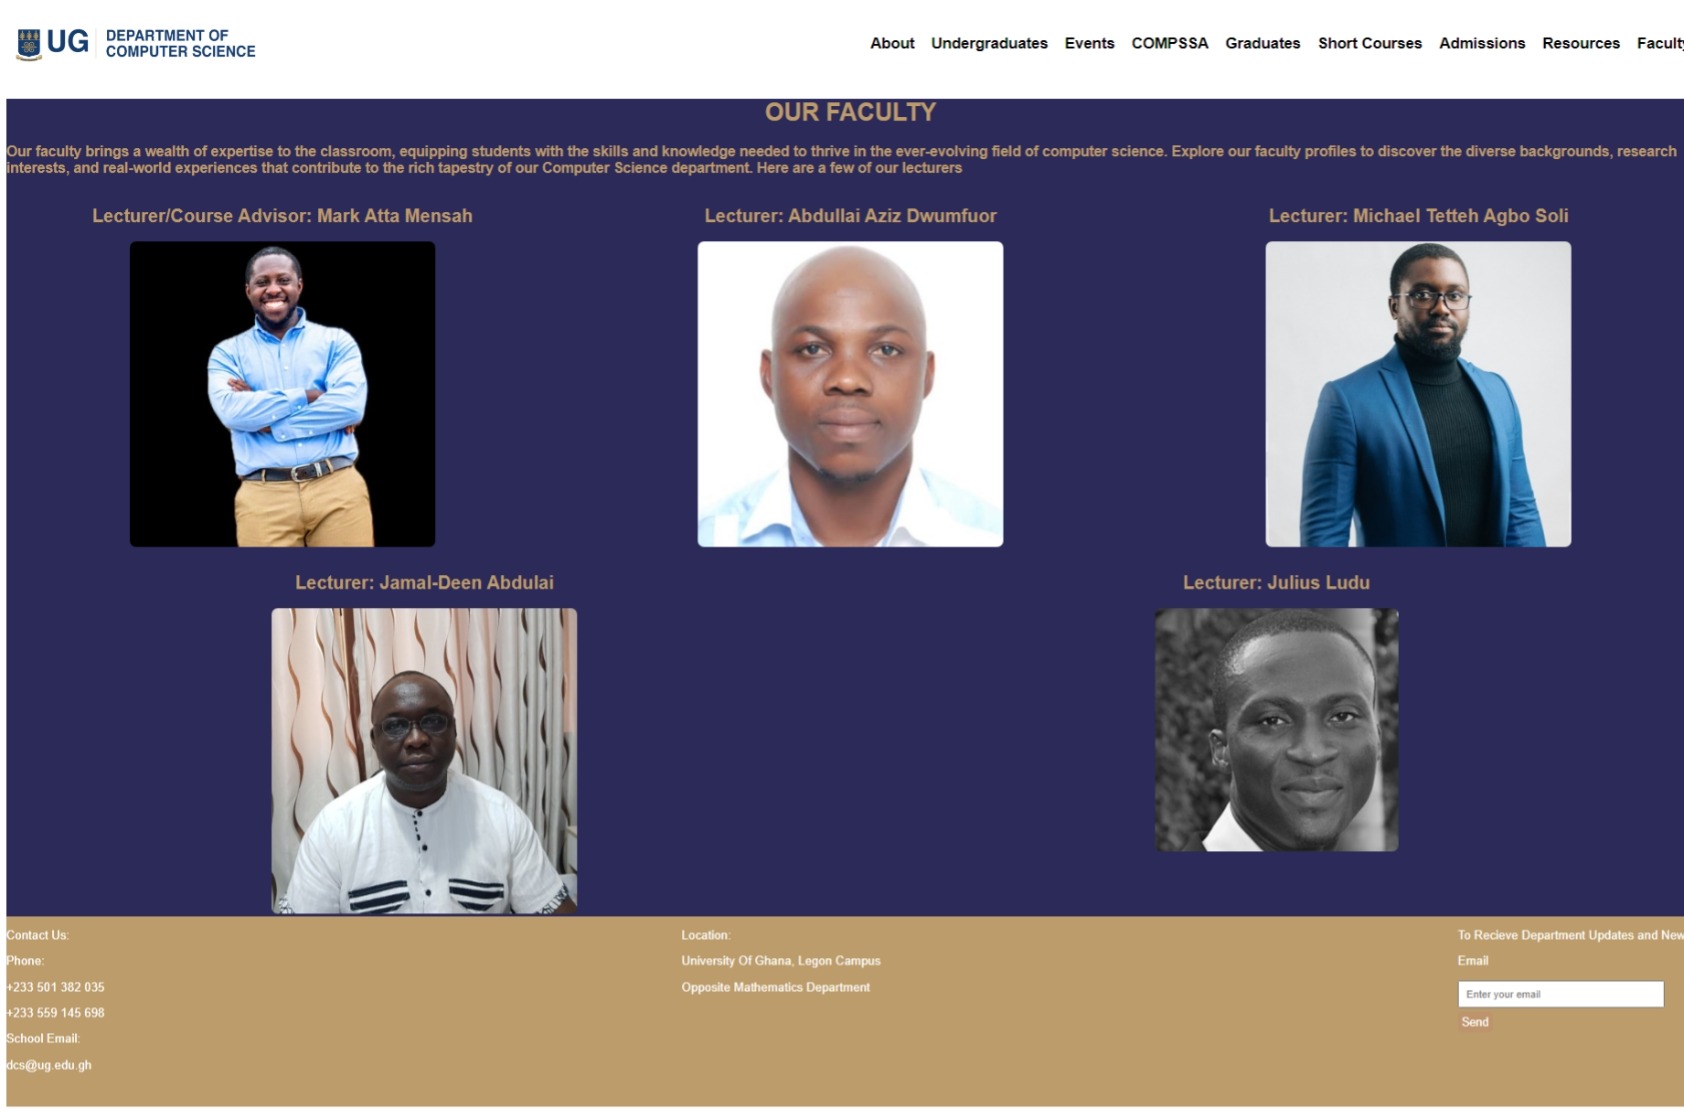 UG
DEPARTMENT OF
COMPUTER SCIENCE
About Undergraduates Events COMPSSA Graduates Short Courses Admissions Resources
OUR FACULTY
Our faculty brings a wealth of expertise to the classroom, equipping students with the skills and knowledge needed to thrive in the ever-evolving field of computer science. Explore our faculty profiles to discover the diverse backgrounds, research
interests, and real-world experiences that contribute to the rich tapestry of our Computer Science department. Here are a few of our lecturers
Lecturer/Course Advisor: Mark Atta Mensah
Lecturer: Abdullai Aziz Dwumfuor
Lecturer: Michael Tetteh Agbo Soli
Lecturer: Jamal-Deen Abdulai
Lecturer: Julius Ludu
Contact Us:
Phone:
+233 501 382 035
+233 559 145 698
School Email:
dcs@ug.edu.gh
Location:
University Of Ghana, Legon Campus
Opposite Mathematics Department
To Recieve Department Updates and New
Email
Enter your email
Send